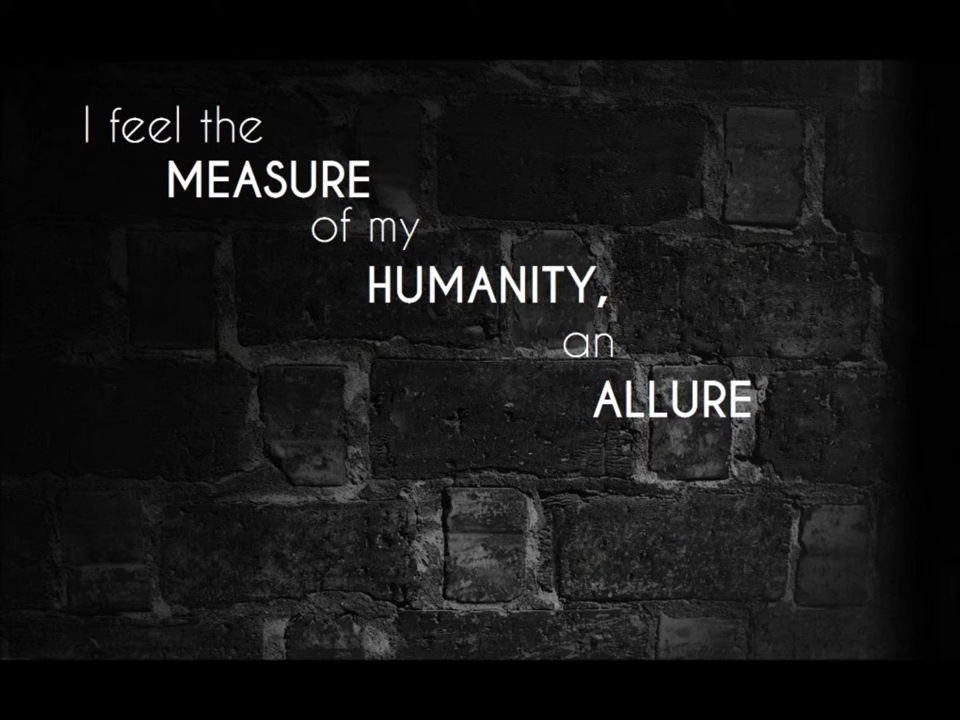 I feel the
MEASURE
of my
HUMANITY,
an
ALLURE